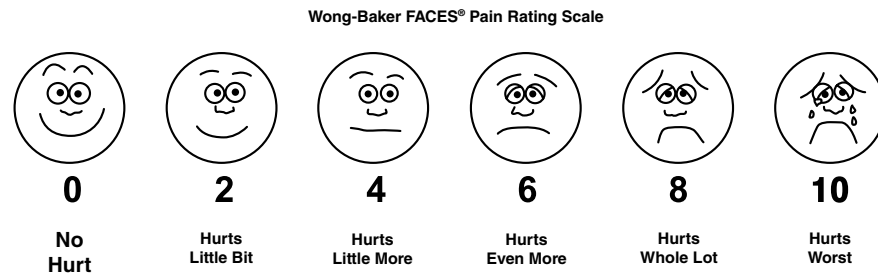 Wong-Baker FACES® Pain Rating Scale
0 2 4 6 8 10
No Hurt
Hurts Little Bit
Hurts Little More
Hurts Even More
Hurts Whole Lot
Hurts Worst